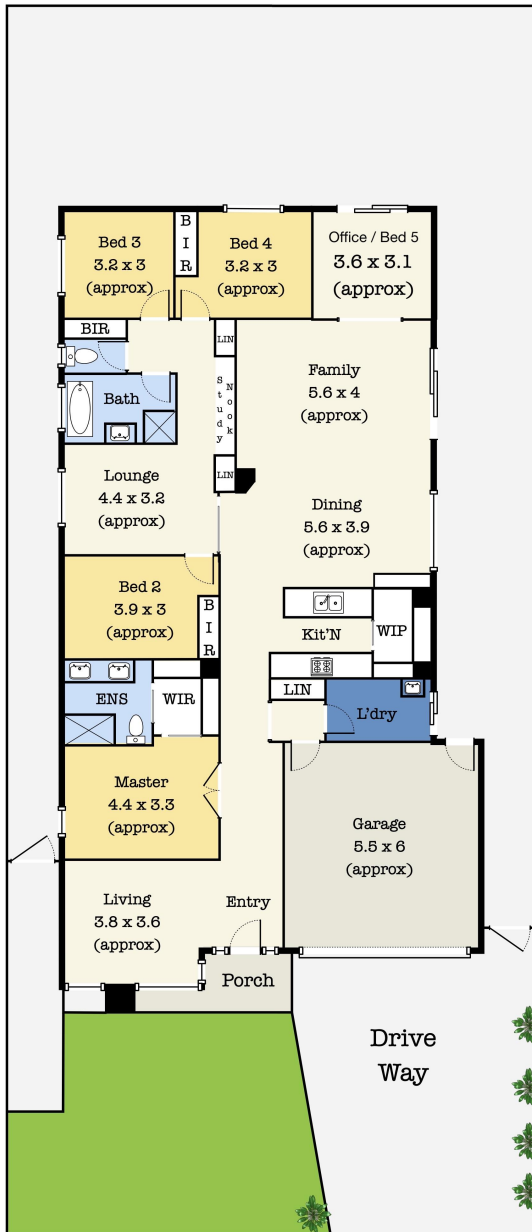 Bed 3
3.2 x 3
(approx)
B
I
R
Bed 4
3.2 x 3
(approx)
Office / Bed 5
3.6 x 3.1
(approx)
BIR
LIN
Bath
Study
Nook
Family
5.6 x 4
(approx)
LIN
Lounge
4.4 x 3.2
(approx)
Dining
5.6 x 3.9
(approx)
Bed 2
3.9 x 3
(approx)
B
I
R
Kit'N
WIP
ENS
WIR
LIN
L'dry
Master
4.4 x 3.3
(approx)
Garage
5.5 x 6
(approx)
Living
3.8 x 3.6
(approx)
Entry
Porch
Drive
Way